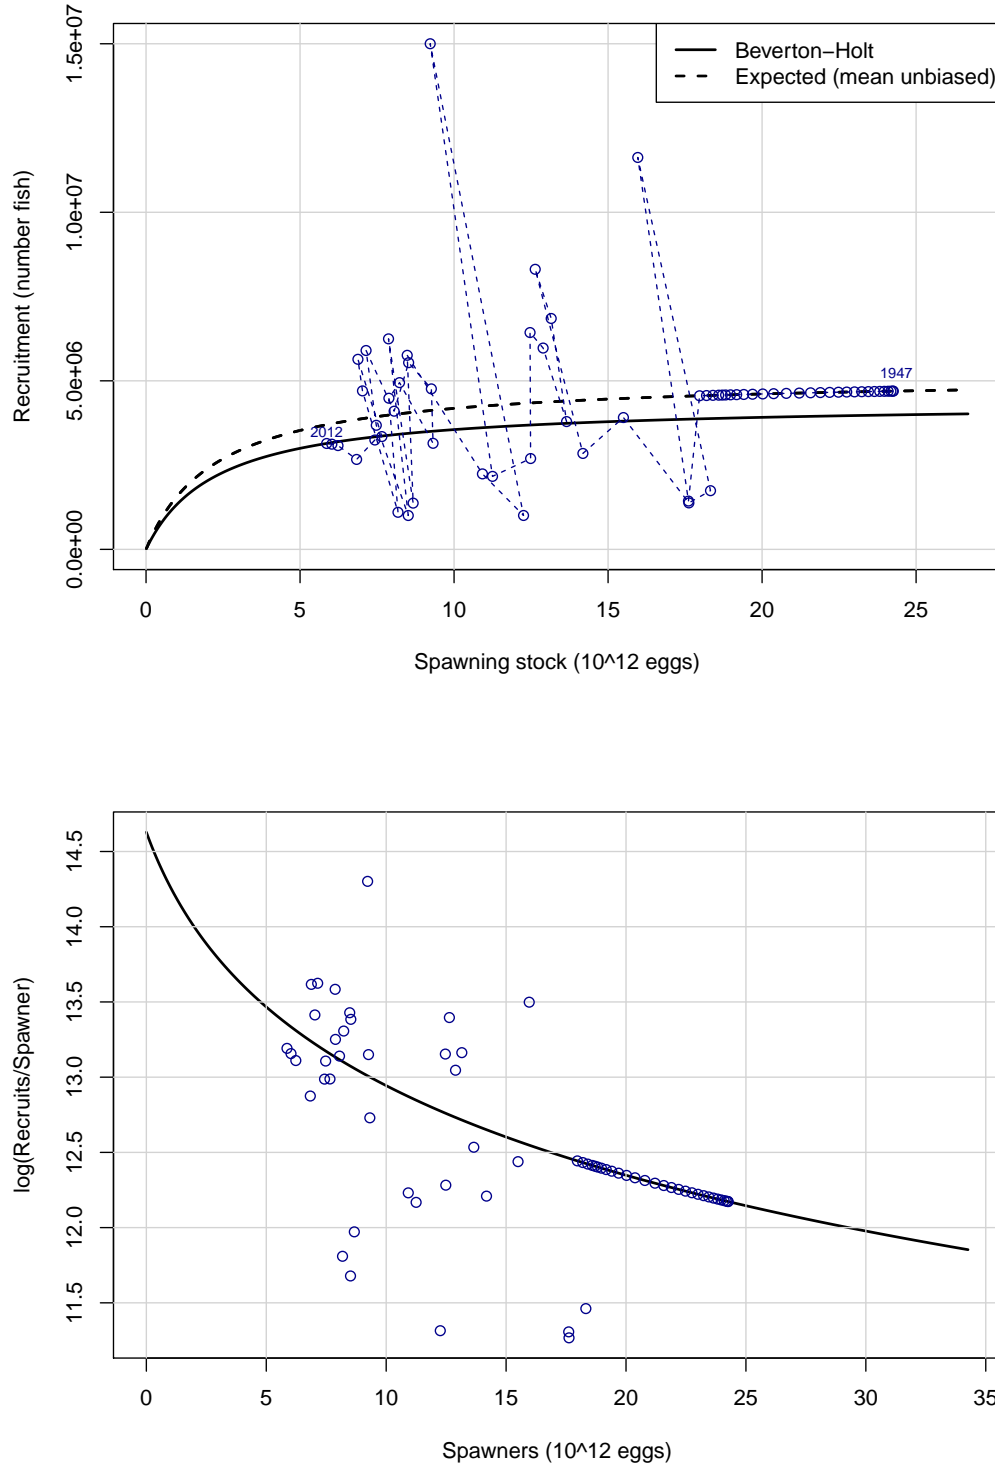 Recruitment (number fish)
0.0e+00
5.0e+06
1.0e+07
1.5e+07
Beverton−Holt
Expected (mean unbiased)
1947
2012
0 5 10 15 20 25
Spawning stock (10^12 eggs)
log(Recruits/Spawner)
11.5
12.0
12.5
13.0
13.5
14.0
14.5
0 5 10 15 20 25 30 35
Spawners (10^12 eggs)